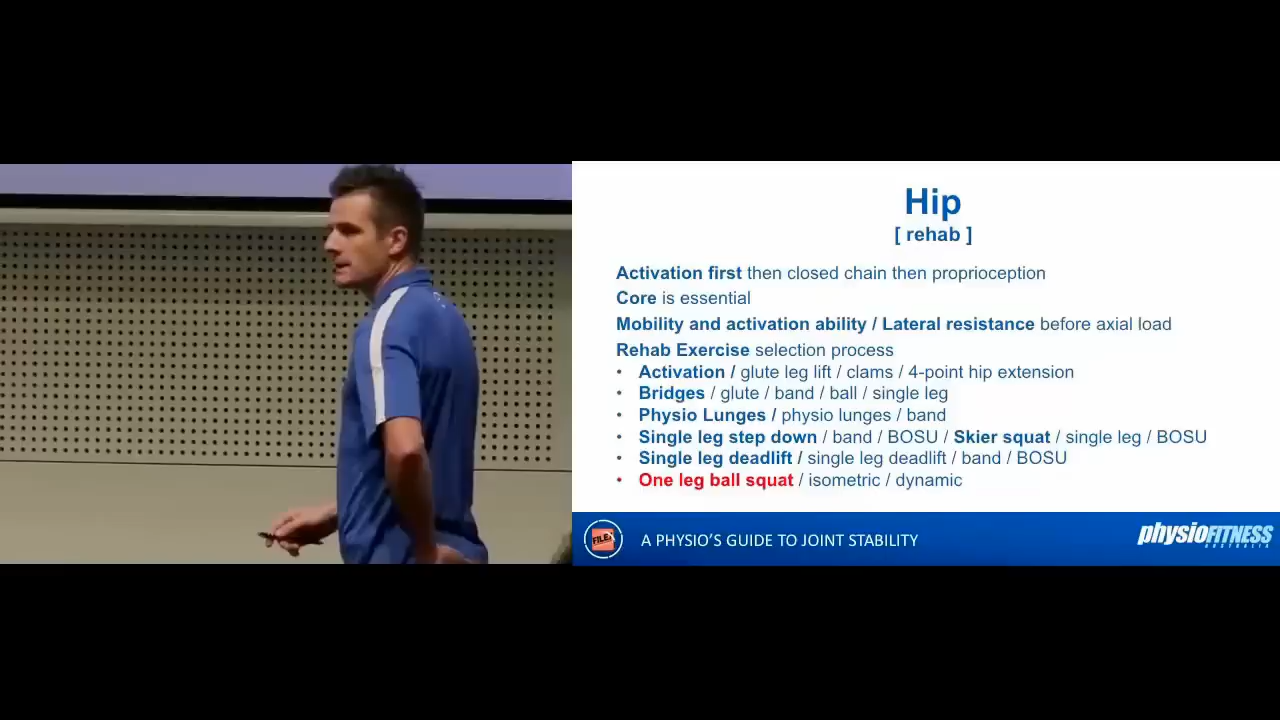 Hip
[ rehab ]
Activation first then closed chain then proprioception
Core is essential
Mobility and activation ability / Lateral resistance before axial load
Rehab Exercise selection process
• Activation / glute leg lift / clams / 4-point hip extension
• Bridges / glute / band / ball / single leg
• Physio Lunges / physio lunges / band
• Single leg step down / band / BOSU / Skier squat / single leg / BOSU
• Single leg deadlift / single leg deadlift / band / BOSU
• One leg ball squat / isometric / dynamic
FILEX
A PHYSIO'S GUIDE TO JOINT STABILITY
physioFITNESS
AUSTRALIA